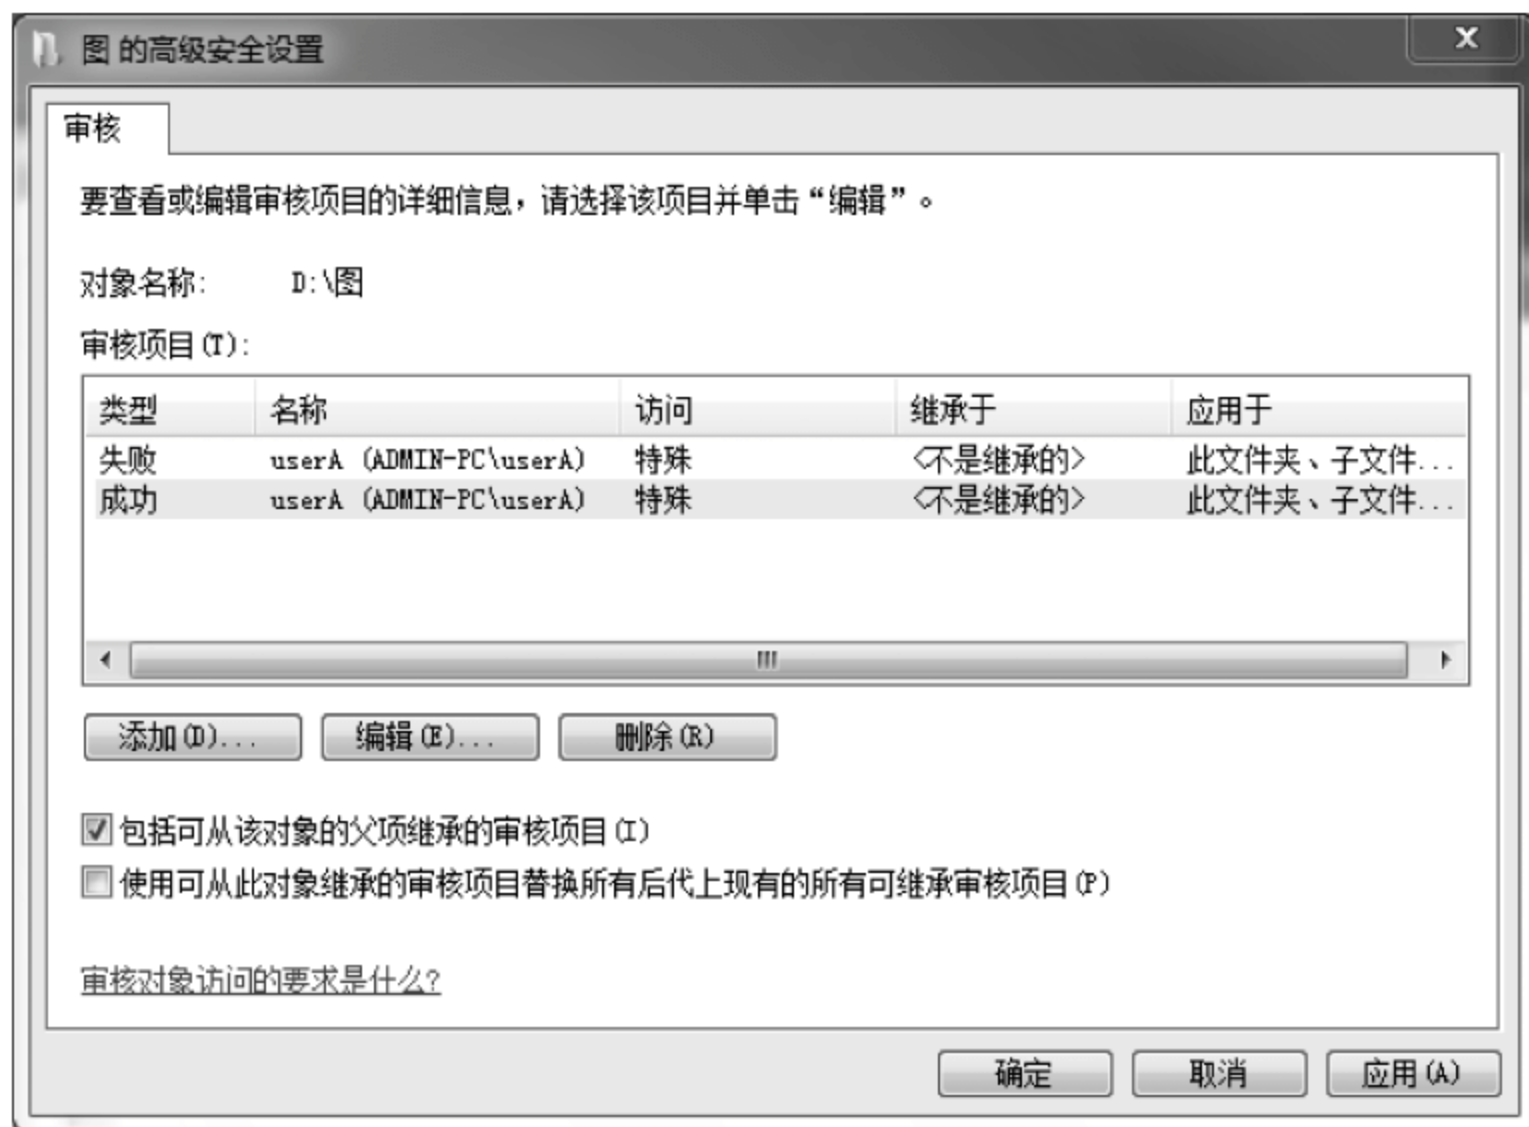 图 的高级安全设置
审核
要查看或编辑审核项目的详细信息，请选择该项目并单击“编辑”。
对象名称: D:\图
审核项目(T):
类型 名称 访问 继承于 应用于
失败 userA (ADMIN-PC\userA) 特殊 <不是继承的> 此文件夹、子文件...
成功 userA (ADMIN-PC\userA) 特殊 <不是继承的> 此文件夹、子文件...
添加(D)... 编辑(E)... 删除(R)
包括可从该对象的父项继承的审核项目(I)
使用可从此对象继承的审核项目替换所有后代上现有的所有可继承审核项目(P)
审核对象访问的要求是什么?
确定 取消 应用(A)